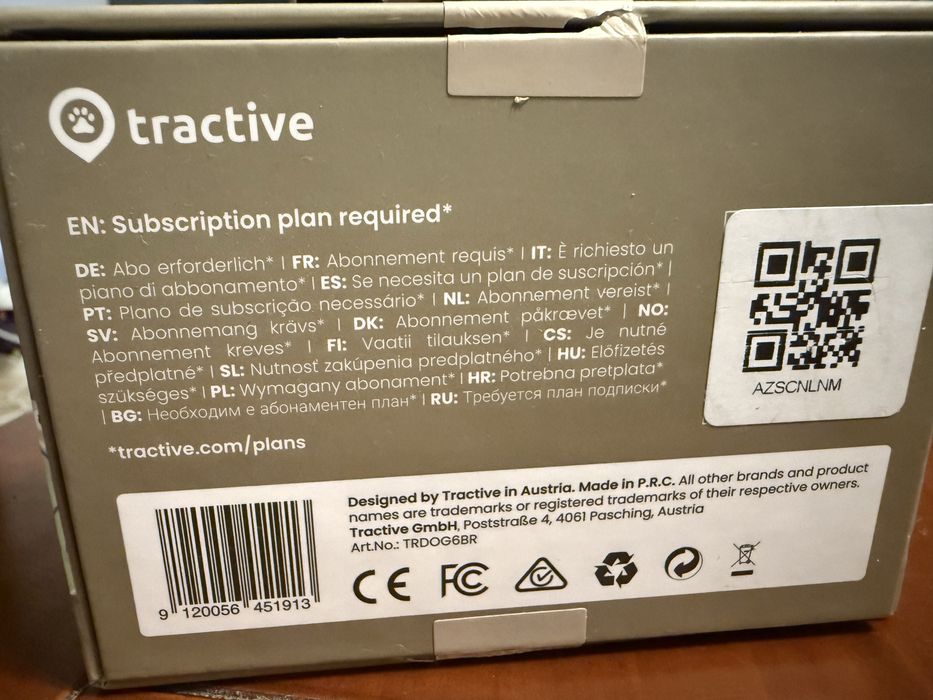 tractive
EN: Subscription plan required*
DE: Abo erforderlich* | FR: Abonnement requis* | IT: È richiesto un
piano di abbonamento* | ES: Se necesita un plan de suscripción* |
PT: Plano de subscrição necessário* | NL: Abonnement vereist* |
SV: Abonnemang krävs* | DK: Abonnement påkrævet* | NO:
Abonnement kreves* | FI: Vaatii tilauksen* | CS: Je nutné
předplatné* | SL: Nutnosť zakúpenia predplatného* | HU: Előfizetés
szükséges* | PL: Wymagany abonament* | HR: Potrebna pretplata*
| BG: Необходим е абонаментен план* | RU: Требуется план подписки*
*tractive.com/plans
AZSCNLNM
Designed by Tractive in Austria. Made in P.R.C. All other brands and product
names are trademarks or registered trademarks of their respective owners.
Tractive GmbH, Poststraße 4, 4061 Pasching, Austria
Art.No.: TRDOG6BR
9 120056 451913
CE FC